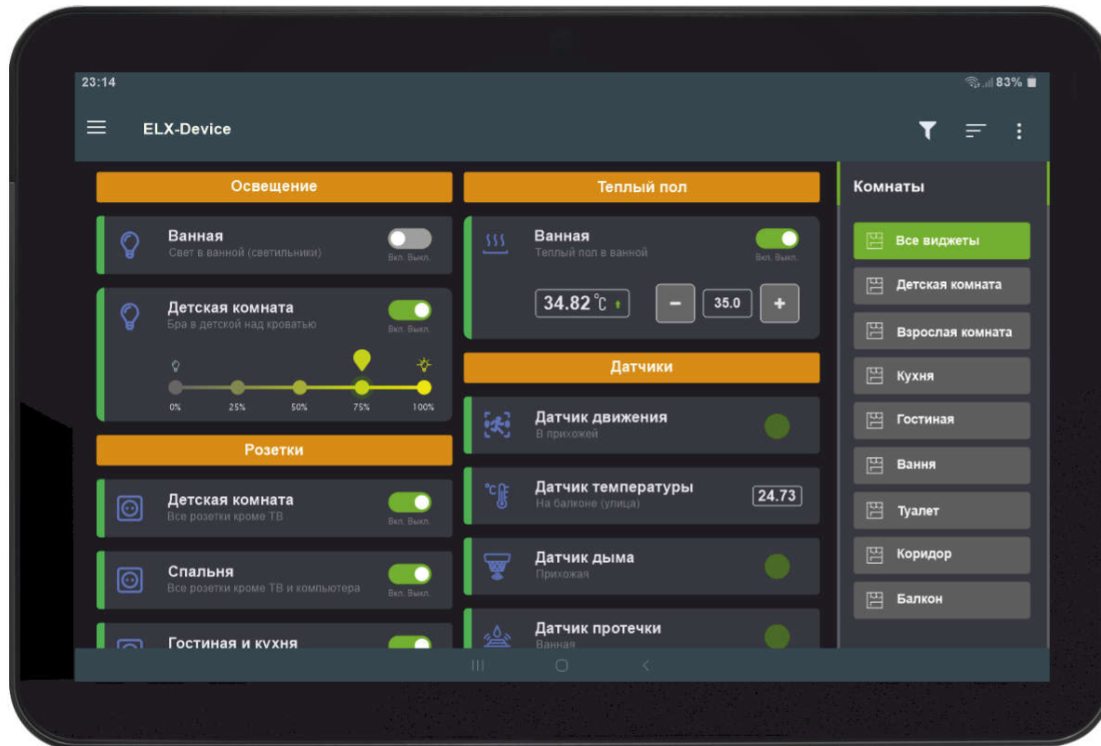 23:14
83%
ELX-Device
Освещение
Ванная
Свет в ванной (светильники)
Вкл. Выкл.
Детская комната
Бра в детской над кроватью
Вкл. Выкл.
0% 25% 50% 75% 100%
Розетки
Детская комната
Все розетки кроме ТВ
Вкл. Выкл.
Спальня
Все розетки кроме ТВ и компьютера
Вкл. Выкл.
Гостиная и кухня
Теплый пол
Ванная
Теплый пол в ванной
Вкл. Выкл.
34.82 °C
− 35.0 +
Датчики
Датчик движения
В прихожей
°C
Датчик температуры
На балконе (улица)
24.73
Датчик дыма
Прихожая
Датчик протечки
Ванная
Комнаты
Все виджеты
Детская комната
Взрослая комната
Кухня
Гостиная
Вання
Туалет
Коридор
Балкон